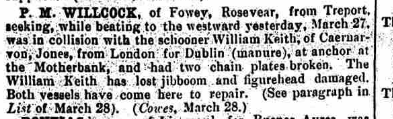 P. M. WILLCOCK, of Fowey, Rosevear, from Treport,
seeking, while beating to the westward yesterday, March 27,
was in collision with the schooner William Keith, of Caernar-
von, Jones, from London for Dublin (manure), at anchor at
the Motherbank, and had two chain plates broken. The
William Keith has lost jibboom and figurehead damaged.
Both vessels have come here to repair. (See paragraph in
List of March 28). (Cowes, March 28.)